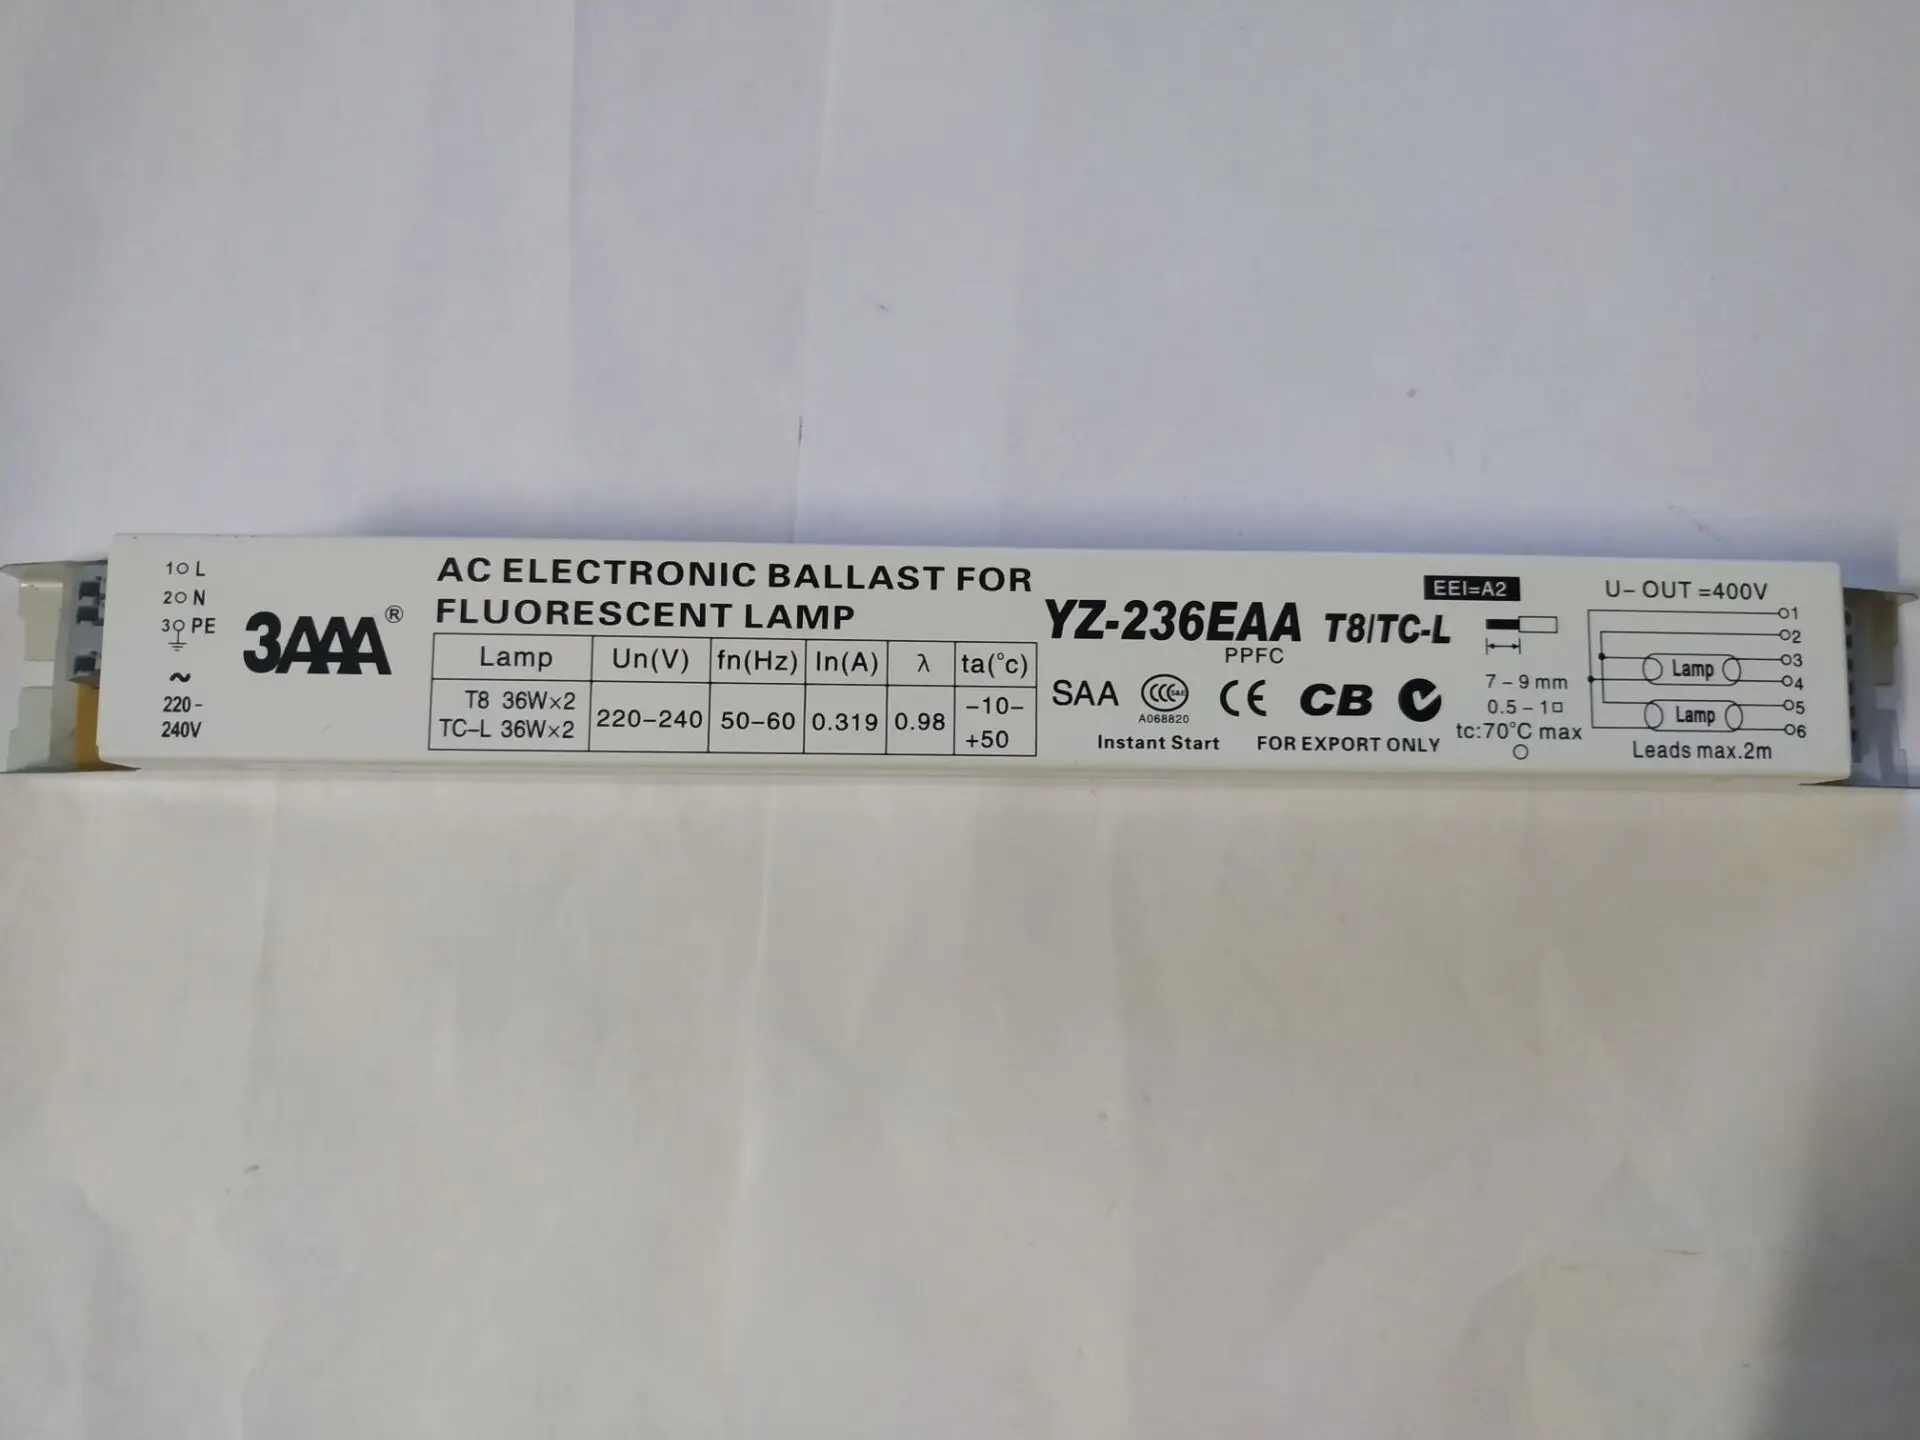 1○ L
2○ N
3○ PE
~
220-
240V
3AAA®
AC ELECTRONIC BALLAST FOR
FLUORESCENT LAMP
Lamp Un(V) fn(Hz) In(A) λ ta(°c)
T8 36W×2
TC-L 36W×2
220-240 50-60 0.319 0.98
-10-
+50
YZ-236EAA T8/TC-L
PPFC
SAA CCC S&E CE CB
A068820
Instant Start FOR EXPORT ONLY
EEI=A2
7-9 mm
0.5-1□
tc:70°C max
U-OUT =400V
○1
○2
Lamp ○3
○4
Lamp ○5
○6
Leads max.2m